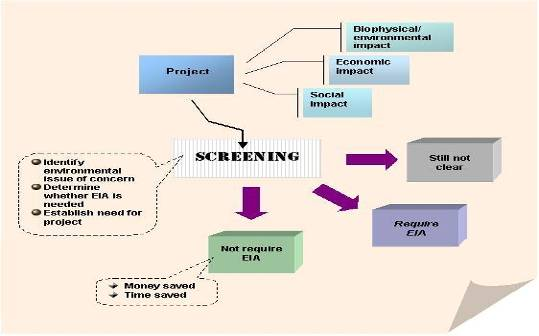 Biophysical/
environmental
impact
Project
Economic
impact
Social
impact
SCREENING
Identify
environmental
issue of concern
Determine
whether EIA is
needed
Establish need for
project
Still not
clear
Require
EIA
Not require
EIA
Money saved
Time saved